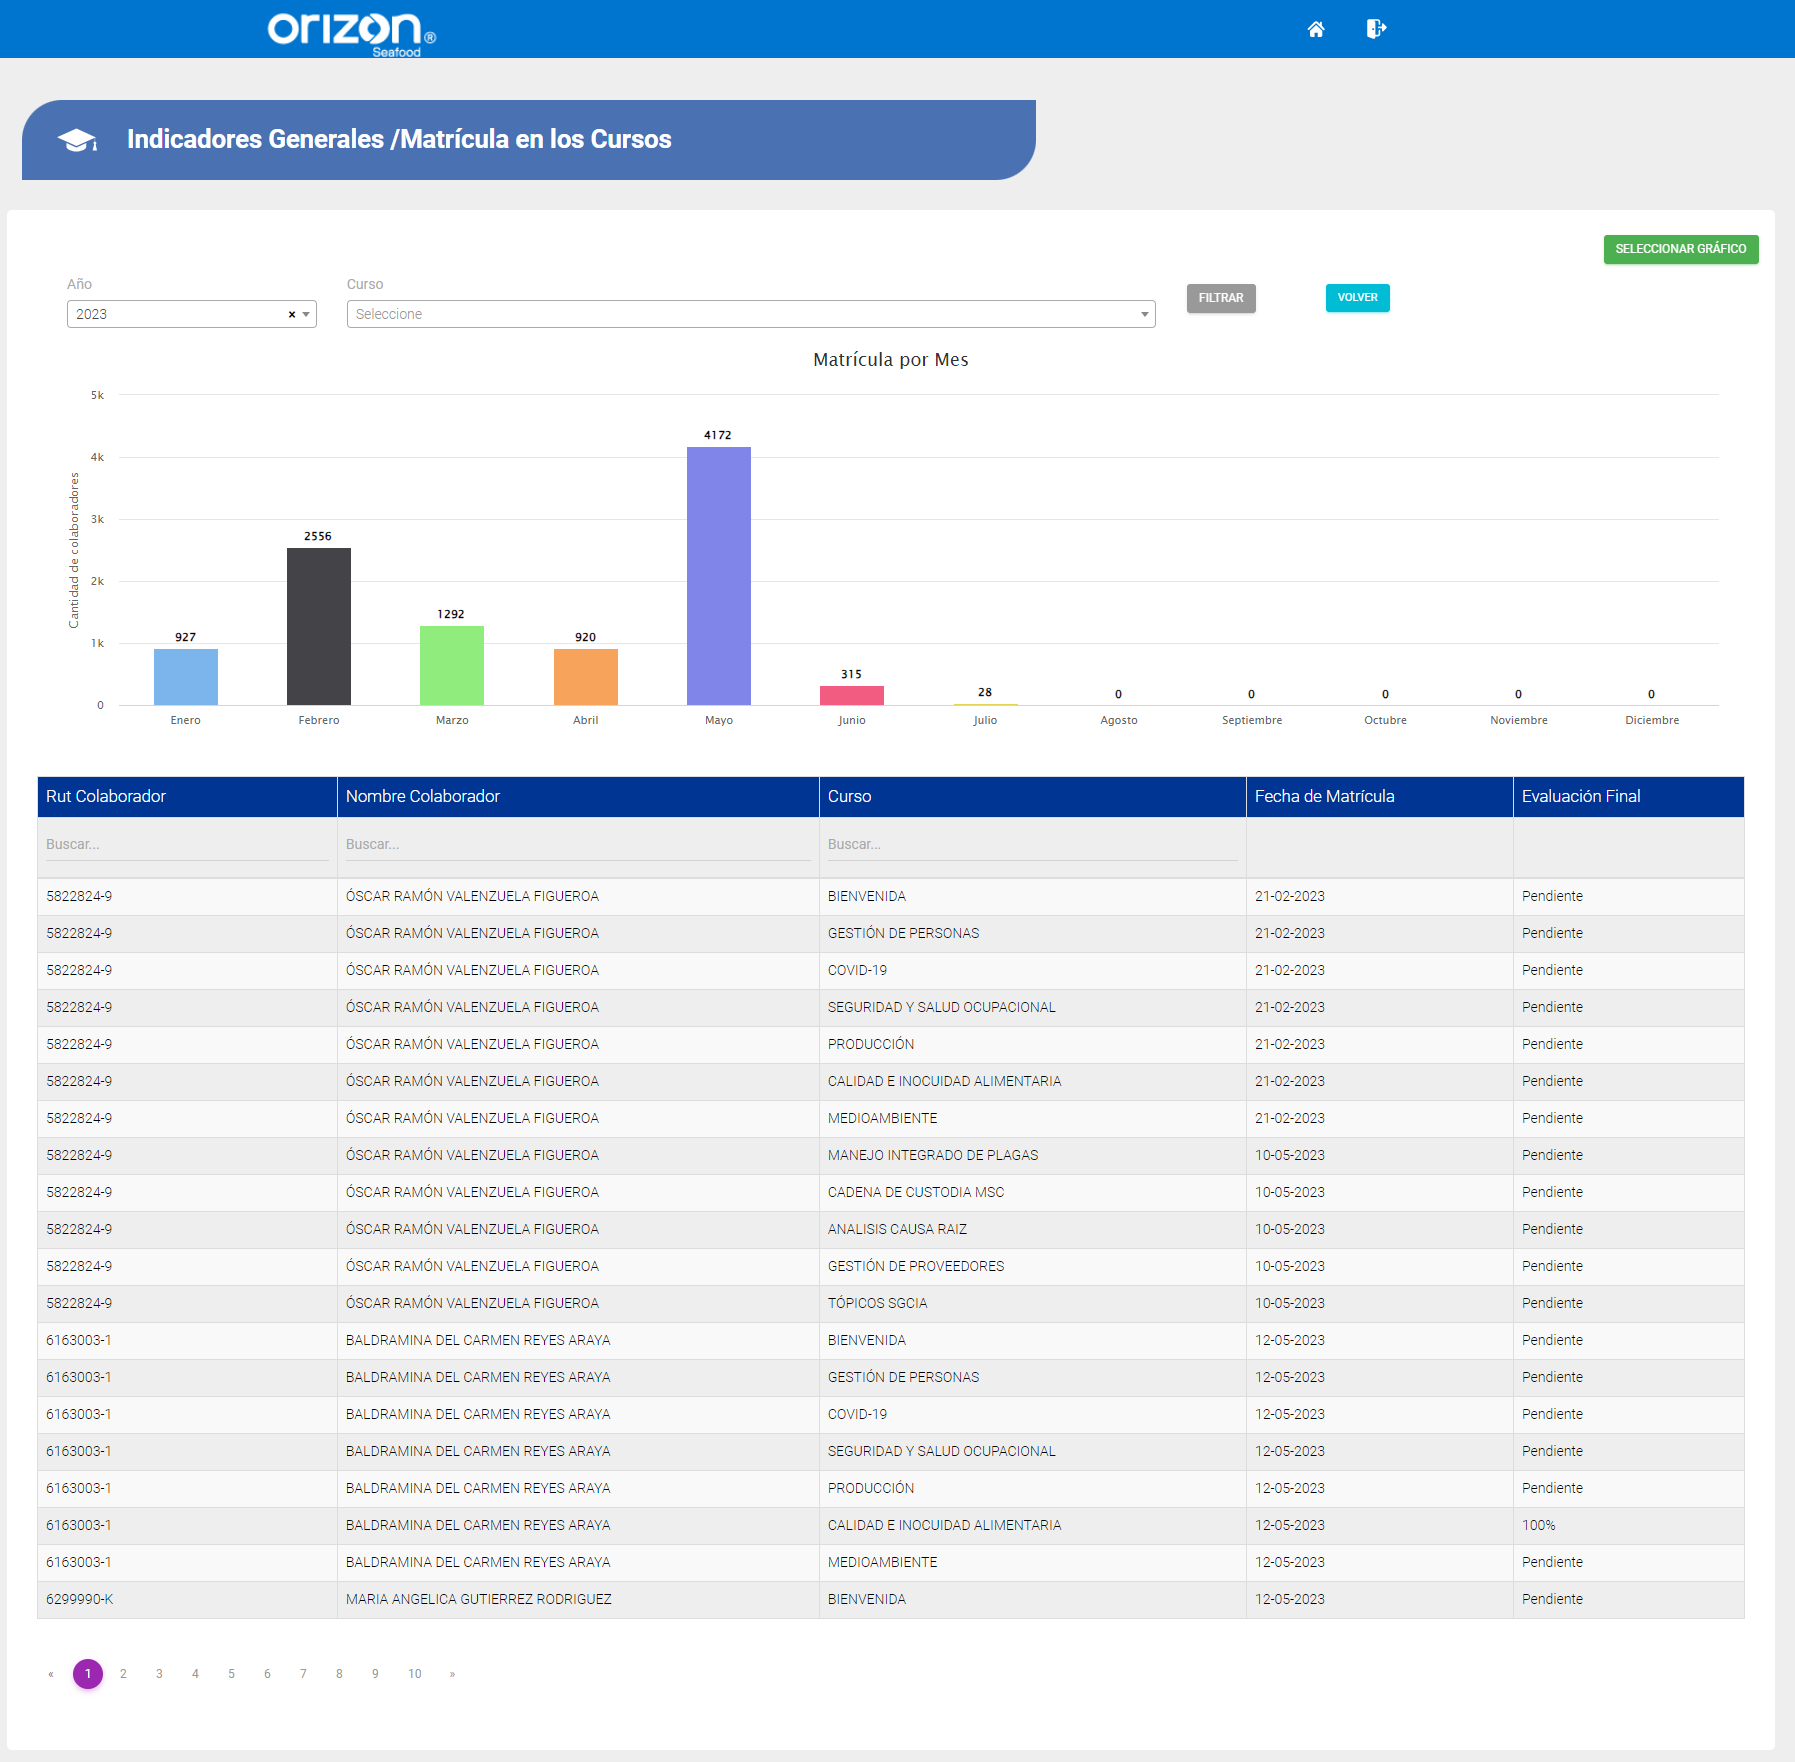 orizon®
Seafood
Indicadores Generales /Matrícula en los Cursos
SELECCIONAR GRÁFICO
Año
Curso
2023 ×
Seleccione
FILTRAR
VOLVER
Matrícula por Mes
Cantidad de colaboradores
5k
4k
3k
2k
1k
0
927
2556
1292
920
4172
315
28
0
0
0
0
0
Enero Febrero Marzo Abril Mayo Junio Julio Agosto Septiembre Octubre Noviembre Diciembre
Rut Colaborador Nombre Colaborador Curso Fecha de Matrícula Evaluación Final
Buscar... Buscar... Buscar...
5822824-9 ÓSCAR RAMÓN VALENZUELA FIGUEROA BIENVENIDA 21-02-2023 Pendiente
5822824-9 ÓSCAR RAMÓN VALENZUELA FIGUEROA GESTIÓN DE PERSONAS 21-02-2023 Pendiente
5822824-9 ÓSCAR RAMÓN VALENZUELA FIGUEROA COVID-19 21-02-2023 Pendiente
5822824-9 ÓSCAR RAMÓN VALENZUELA FIGUEROA SEGURIDAD Y SALUD OCUPACIONAL 21-02-2023 Pendiente
5822824-9 ÓSCAR RAMÓN VALENZUELA FIGUEROA PRODUCCIÓN 21-02-2023 Pendiente
5822824-9 ÓSCAR RAMÓN VALENZUELA FIGUEROA CALIDAD E INOCUIDAD ALIMENTARIA 21-02-2023 Pendiente
5822824-9 ÓSCAR RAMÓN VALENZUELA FIGUEROA MEDIOAMBIENTE 21-02-2023 Pendiente
5822824-9 ÓSCAR RAMÓN VALENZUELA FIGUEROA MANEJO INTEGRADO DE PLAGAS 10-05-2023 Pendiente
5822824-9 ÓSCAR RAMÓN VALENZUELA FIGUEROA CADENA DE CUSTODIA MSC 10-05-2023 Pendiente
5822824-9 ÓSCAR RAMÓN VALENZUELA FIGUEROA ANALISIS CAUSA RAIZ 10-05-2023 Pendiente
5822824-9 ÓSCAR RAMÓN VALENZUELA FIGUEROA GESTIÓN DE PROVEEDORES 10-05-2023 Pendiente
5822824-9 ÓSCAR RAMÓN VALENZUELA FIGUEROA TÓPICOS SGCIA 10-05-2023 Pendiente
6163003-1 BALDRAMINA DEL CARMEN REYES ARAYA BIENVENIDA 12-05-2023 Pendiente
6163003-1 BALDRAMINA DEL CARMEN REYES ARAYA GESTIÓN DE PERSONAS 12-05-2023 Pendiente
6163003-1 BALDRAMINA DEL CARMEN REYES ARAYA COVID-19 12-05-2023 Pendiente
6163003-1 BALDRAMINA DEL CARMEN REYES ARAYA SEGURIDAD Y SALUD OCUPACIONAL 12-05-2023 Pendiente
6163003-1 BALDRAMINA DEL CARMEN REYES ARAYA PRODUCCIÓN 12-05-2023 Pendiente
6163003-1 BALDRAMINA DEL CARMEN REYES ARAYA CALIDAD E INOCUIDAD ALIMENTARIA 12-05-2023 100%
6163003-1 BALDRAMINA DEL CARMEN REYES ARAYA MEDIOAMBIENTE 12-05-2023 Pendiente
6299990-K MARIA ANGELICA GUTIERREZ RODRIGUEZ BIENVENIDA 12-05-2023 Pendiente
« 1 2 3 4 5 6 7 8 9 10 »